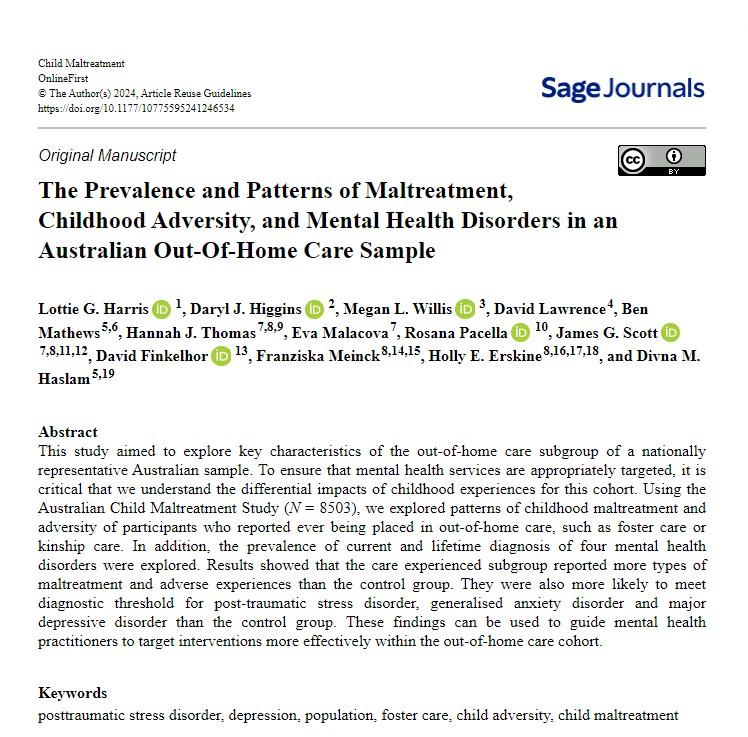 Child Maltreatment
OnlineFirst
© The Author(s) 2024, Article Reuse Guidelines
https://doi.org/10.1177/10775595241246534
Sage Journals
Original Manuscript
cc BY
The Prevalence and Patterns of Maltreatment,
Childhood Adversity, and Mental Health Disorders in an
Australian Out-Of-Home Care Sample
Lottie G. Harris iD 1, Daryl J. Higgins iD 2, Megan L. Willis iD 3, David Lawrence4, Ben
Mathews5,6, Hannah J. Thomas7,8,9, Eva Malacova7, Rosana Pacella iD 10, James G. Scott iD
7,8,11,12, David Finkelhor iD 13, Franziska Meinck8,14,15, Holly E. Erskine8,16,17,18, and Divna M.
Haslam5,19
Abstract
This study aimed to explore key characteristics of the out-of-home care subgroup of a nationally
representative Australian sample. To ensure that mental health services are appropriately targeted, it is
critical that we understand the differential impacts of childhood experiences for this cohort. Using the
Australian Child Maltreatment Study (N = 8503), we explored patterns of childhood maltreatment and
adversity of participants who reported ever being placed in out-of-home care, such as foster care or
kinship care. In addition, the prevalence of current and lifetime diagnosis of four mental health
disorders were explored. Results showed that the care experienced subgroup reported more types of
maltreatment and adverse experiences than the control group. They were also more likely to meet
diagnostic threshold for post-traumatic stress disorder, generalised anxiety disorder and major
depressive disorder than the control group. These findings can be used to guide mental health
practitioners to target interventions more effectively within the out-of-home care cohort.
Keywords
posttraumatic stress disorder, depression, population, foster care, child adversity, child maltreatment